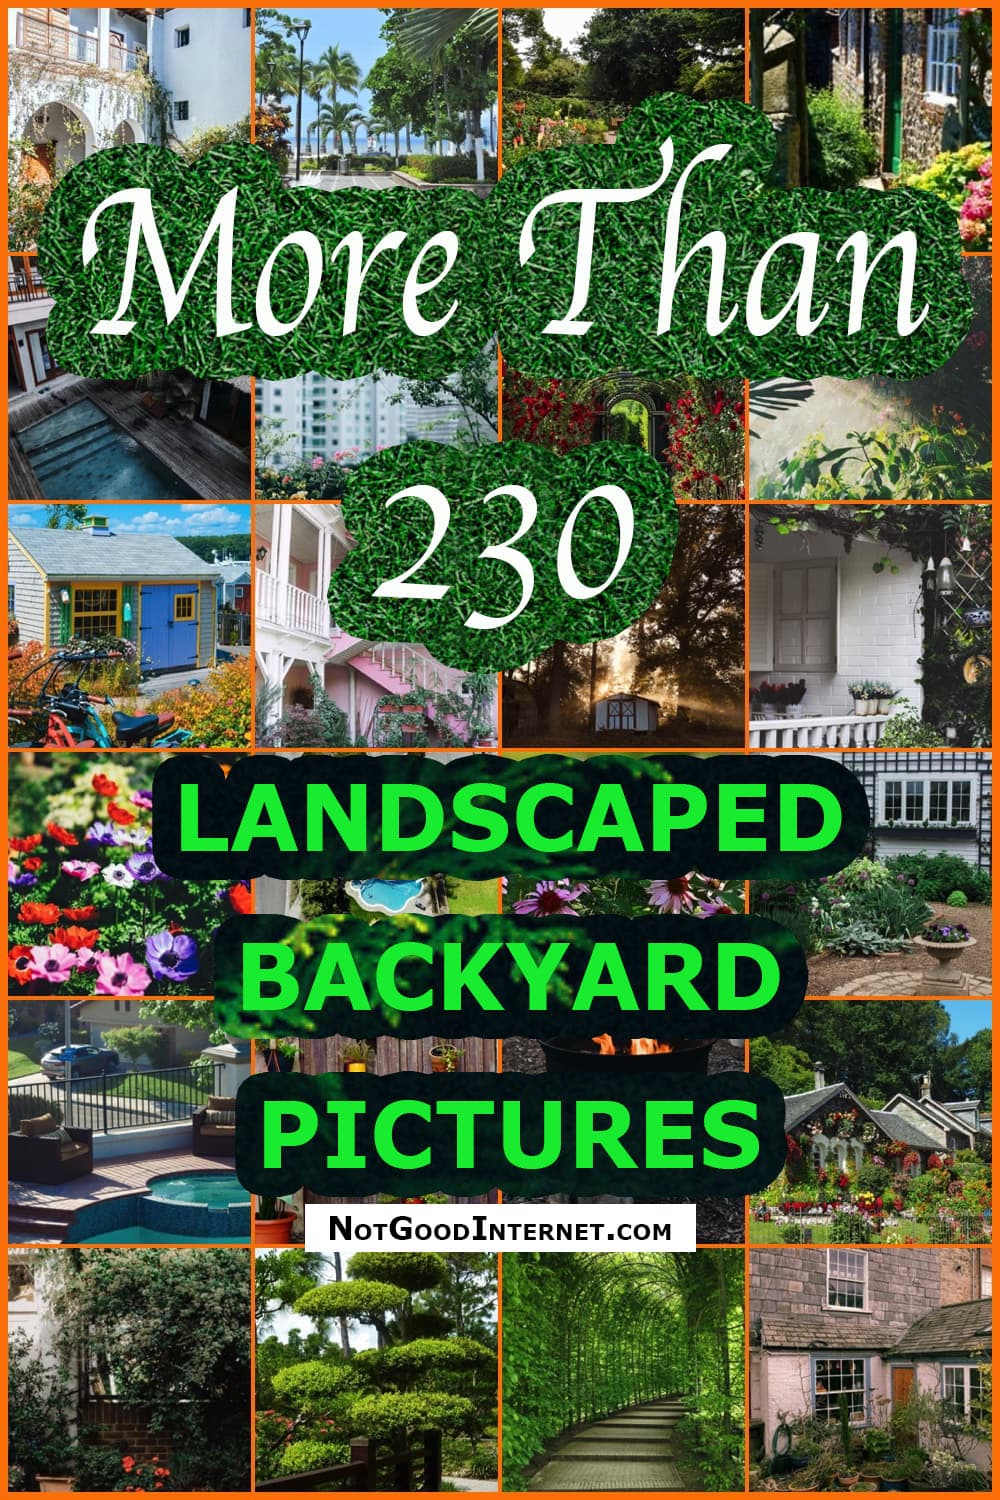 More Than
230
LANDSCAPED
BACKYARD
PICTURES
NOTGOODINTERNET.COM